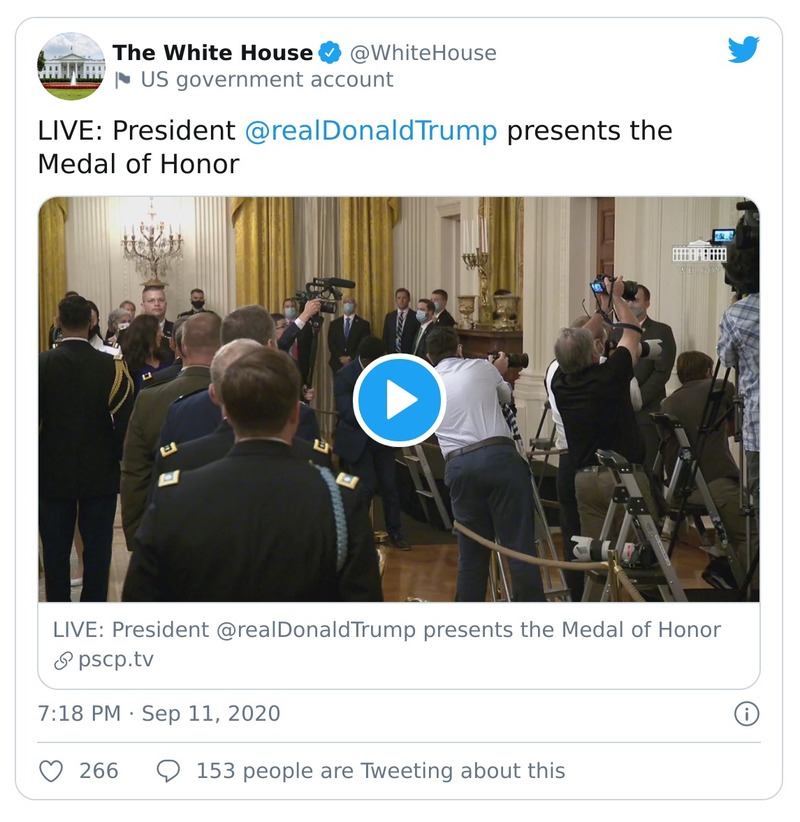 The White House @WhiteHouse
US government account
LIVE: President @realDonaldTrump presents the
Medal of Honor
LIVE: President @realDonaldTrump presents the Medal of Honor
pscp.tv
7:18 PM · Sep 11, 2020
266 153 people are Tweeting about this